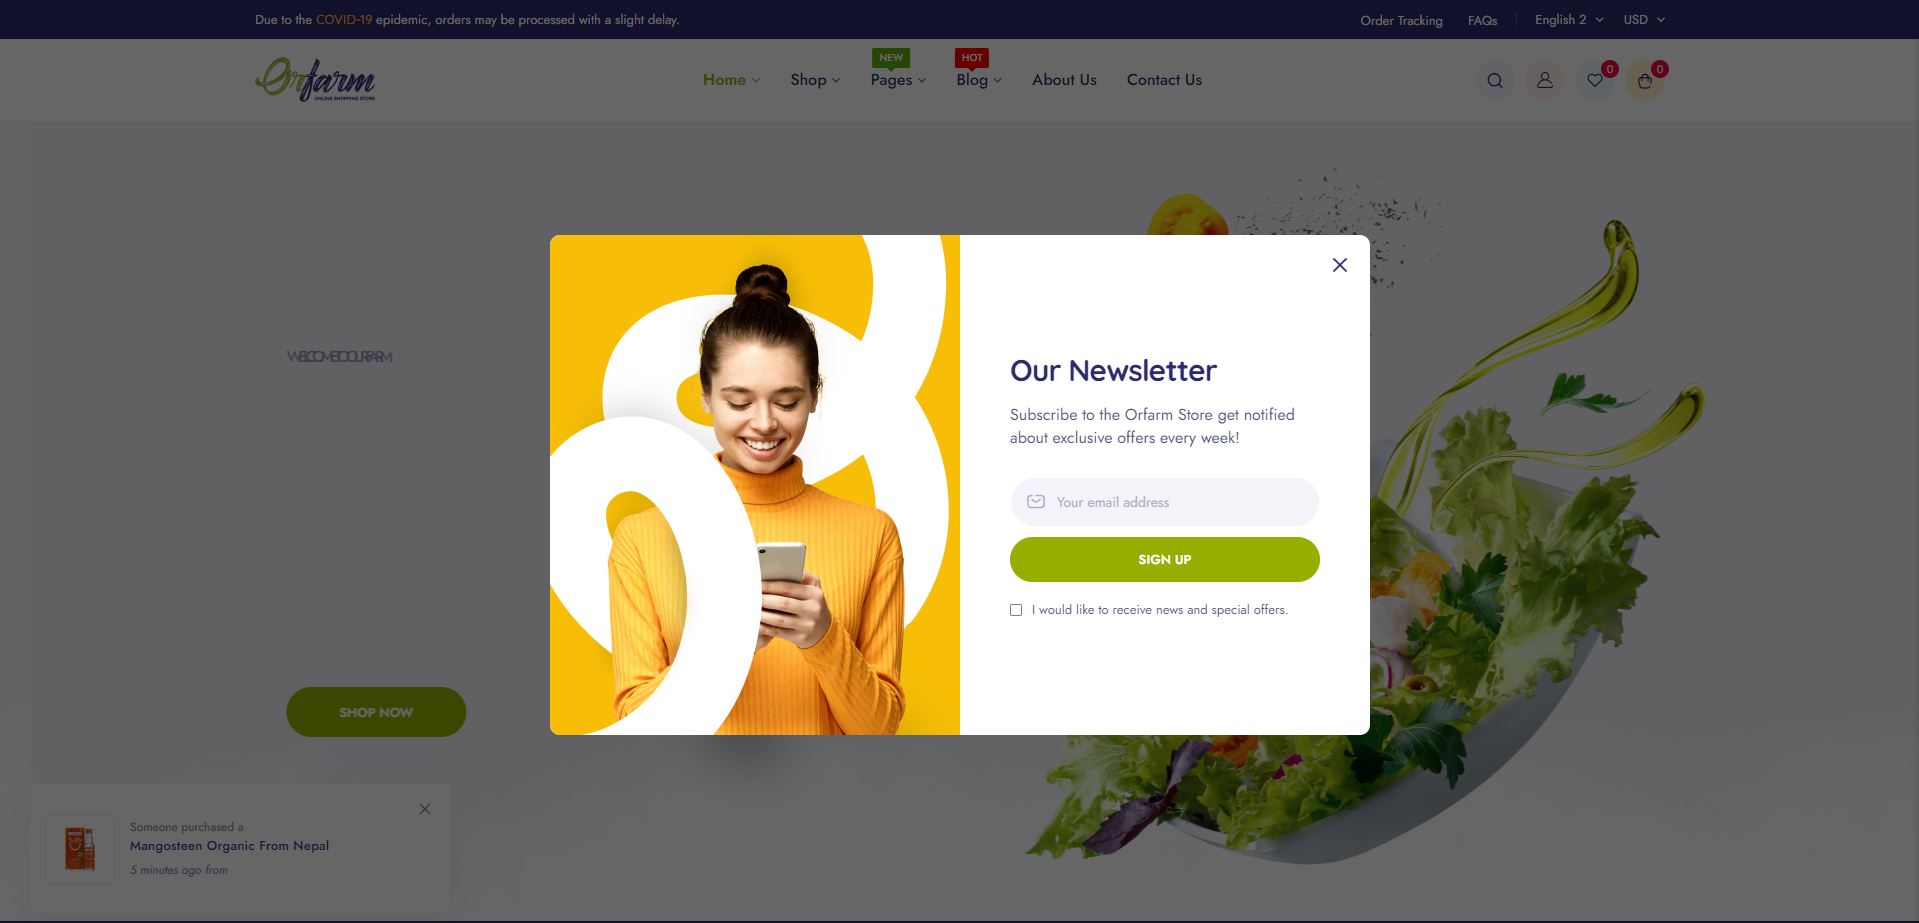 Due to the COVID-19 epidemic, orders may be processed with a slight delay.
Order Tracking FAQs English 2 USD
Orfarm
ONLINE SHOPPING STORE
Home Shop Pages Blog About Us Contact Us
NEW HOT
0 0
WELCOME TO OUR FARM
Our Newsletter
Subscribe to the Orfarm Store get notified
about exclusive offers every week!
Your email address
SIGN UP
I would like to receive news and special offers.
SHOP NOW
Someone purchased a
Mangosteen Organic From Nepal
5 minutes ago from